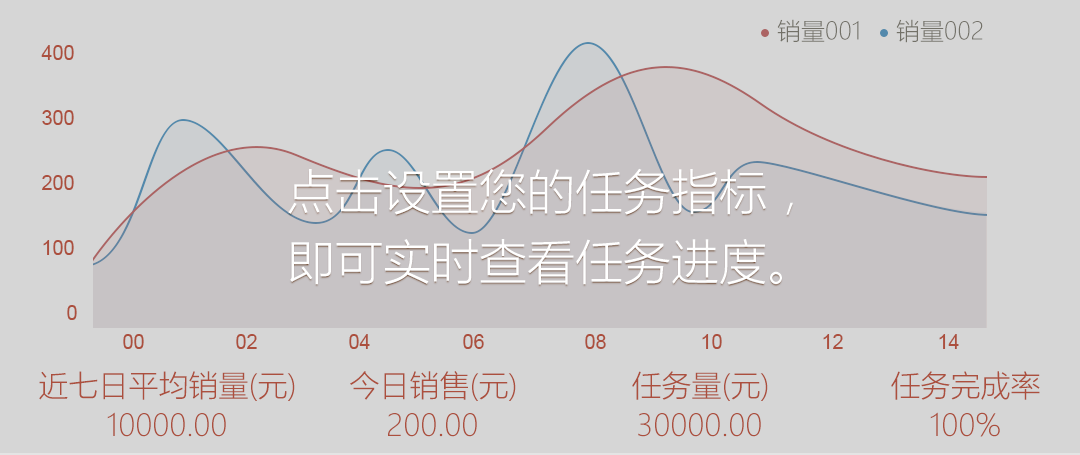 销量001 销量002
400
300
200
100
0
点击设置您的任务指标，
即可实时查看任务进度。
00 02 04 06 08 10 12 14
近七日平均销量(元) 今日销售(元) 任务量(元) 任务完成率
10000.00 200.00 30000.00 100%